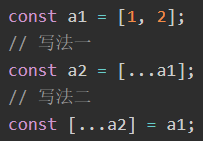 const a1 = [1, 2];
// 写法一
const a2 = [...a1];
// 写法二
const [...a2] = a1;